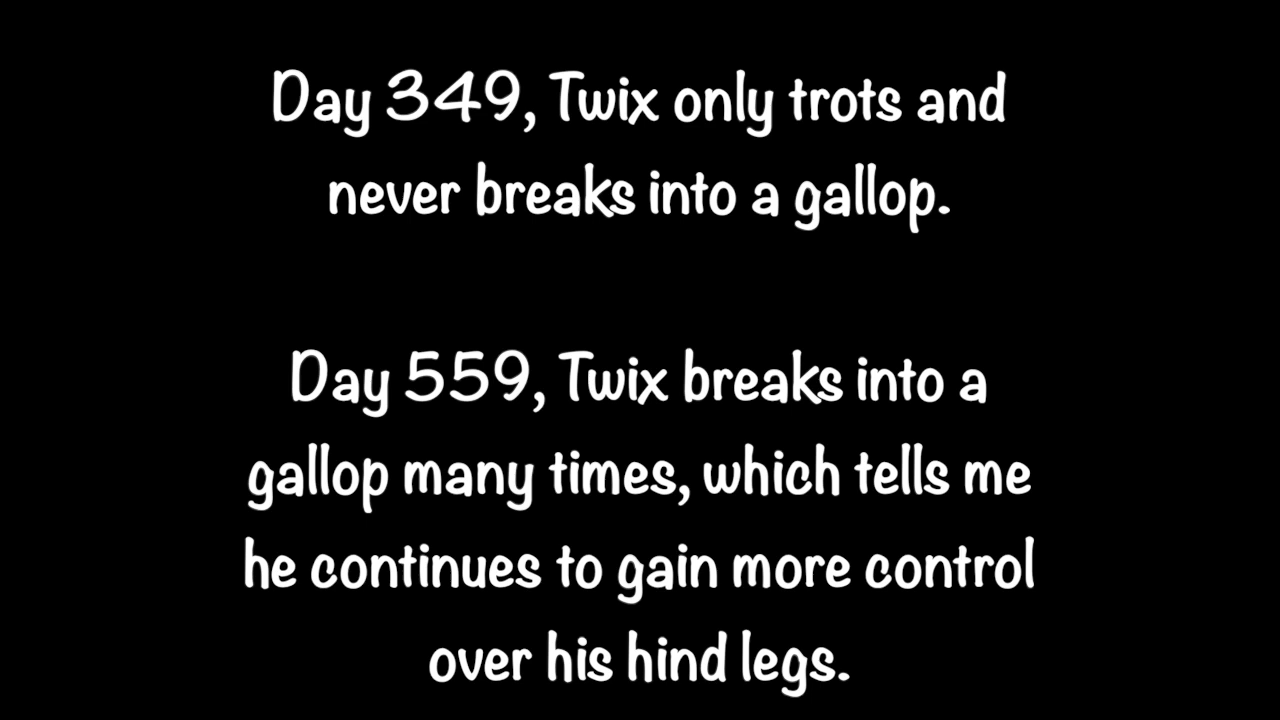 Day 349, Twix only trots and
never breaks into a gallop.
Day 559, Twix breaks into a
gallop many times, which tells me
he continues to gain more control
over his hind legs.